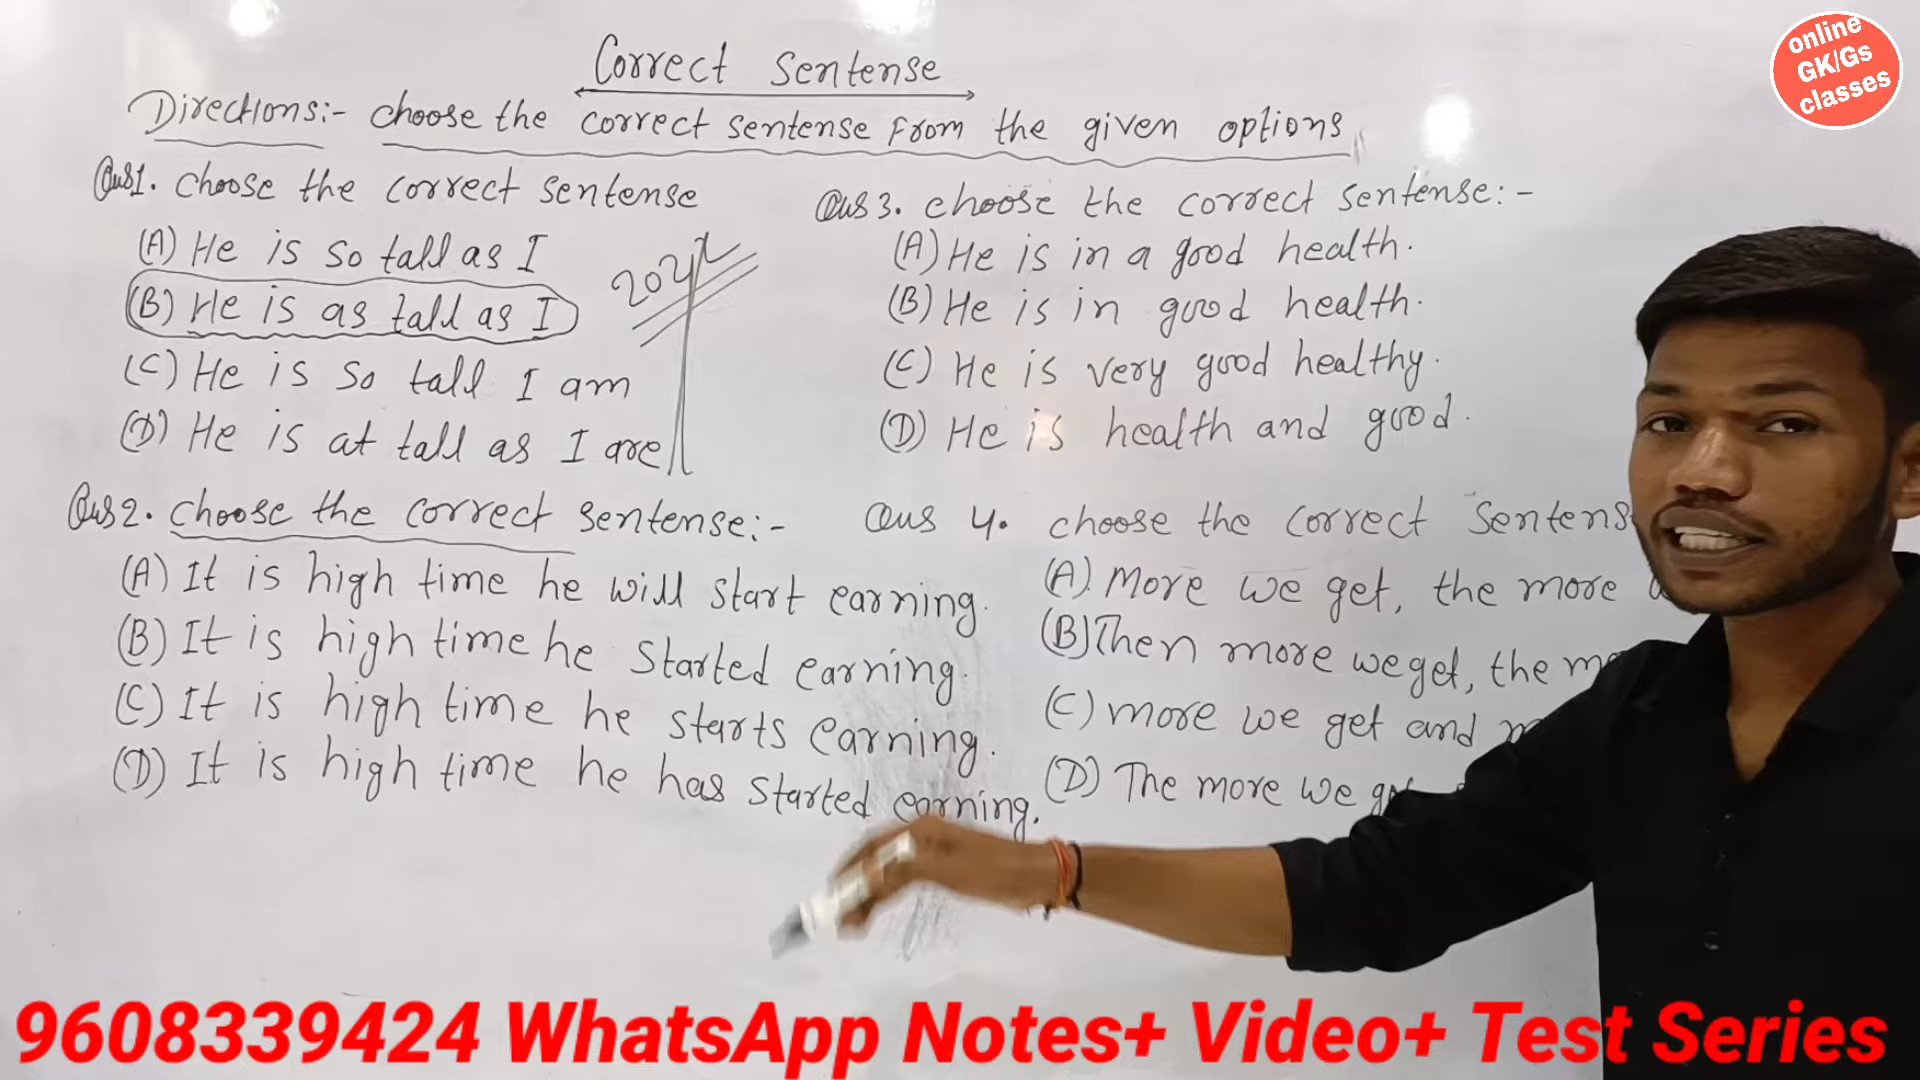 Correct Sentense
Directions:- choose the correct sentense from the given options
Qus1. choose the correct sentense
(A) He is so tall as I
(B) He is as tall as I
(C) He is so tall I am
(D) He is at tall as I are
Qus2. choose the correct sentense:-
(A) It is high time he will start earning.
(B) It is high time he started earning.
(C) It is high time he starts earning.
(D) It is high time he has started earning.
Qus 3. choose the correct sentense:-
(A) He is in a good health.
(B) He is in good health.
(C) He is very good healthy.
(D) He is health and good.
Qus 4. choose the correct Sentens
(A). More we get, the more
(B) Then more we get, the
(C) more we get and
(D) The more we
online
GK/Gs
classes
9608339424 WhatsApp Notes+ Video+ Test Series